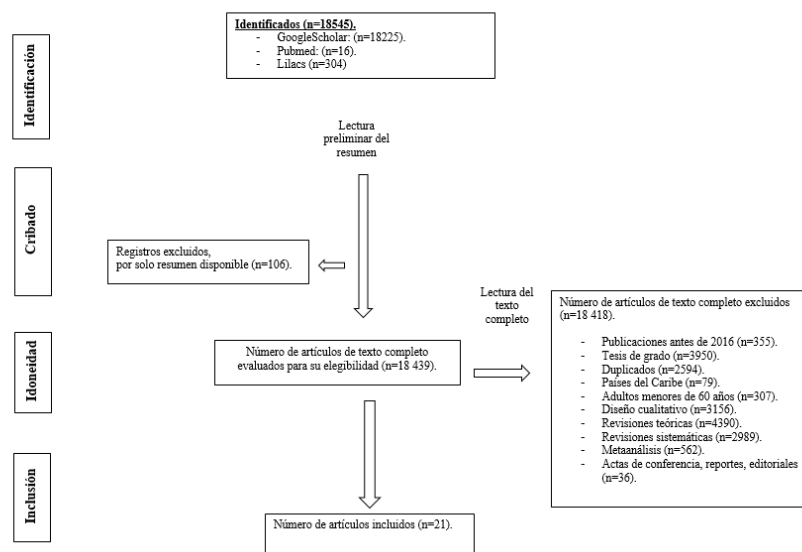 Identificados (n=18545).
- GoogleScholar: (n=18225).
- Pubmed: (n=16).
- Lilacs (n=304)
Identificación
Lectura
preliminar del
resumen
Cribado
Registros excluidos,
por solo resumen disponible (n=106).
Lectura del
texto
completo
Número de artículos de texto completo excluidos
(n=18 418).
- Publicaciones antes de 2016 (n=355).
- Tesis de grado (n=3950).
- Duplicados (n=2594).
- Países del Caribe (n=79).
- Adultos menores de 60 años (n=307).
- Diseño cualitativo (n=3156).
- Revisiones teóricas (n=4390).
- Revisiones sistemáticas (n=2989).
- Metaanálisis (n=562).
- Actas de conferencia, reportes, editoriales
(n=36).
Idoneidad
Número de artículos de texto completo
evaluados para su elegibilidad (n=18 439).
Inclusión
Número de artículos incluidos (n=21).